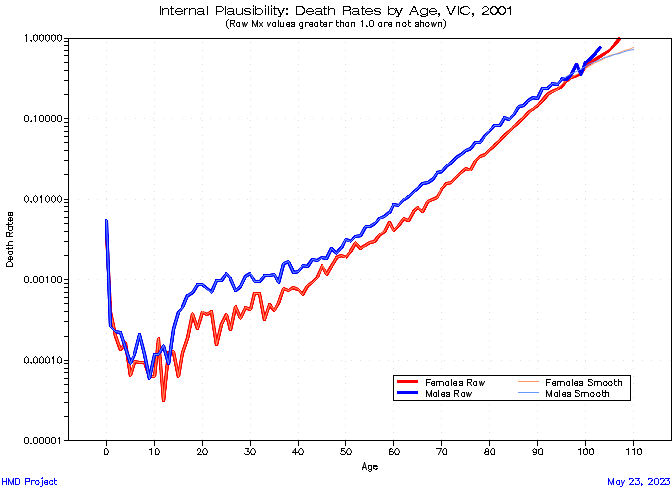 Internal Plausibility: Death Rates by Age, VIC, 2001
(Raw Mx values greater than 1.0 are not shown)
1.00000
0.10000
0.01000
0.00100
0.00010
0.00001
Death Rates
Females Raw
Females Smooth
Males Raw
Males Smooth
0 10 20 30 40 50 60 70 80 90 100 110
Age
HMD Project
May 23, 2023